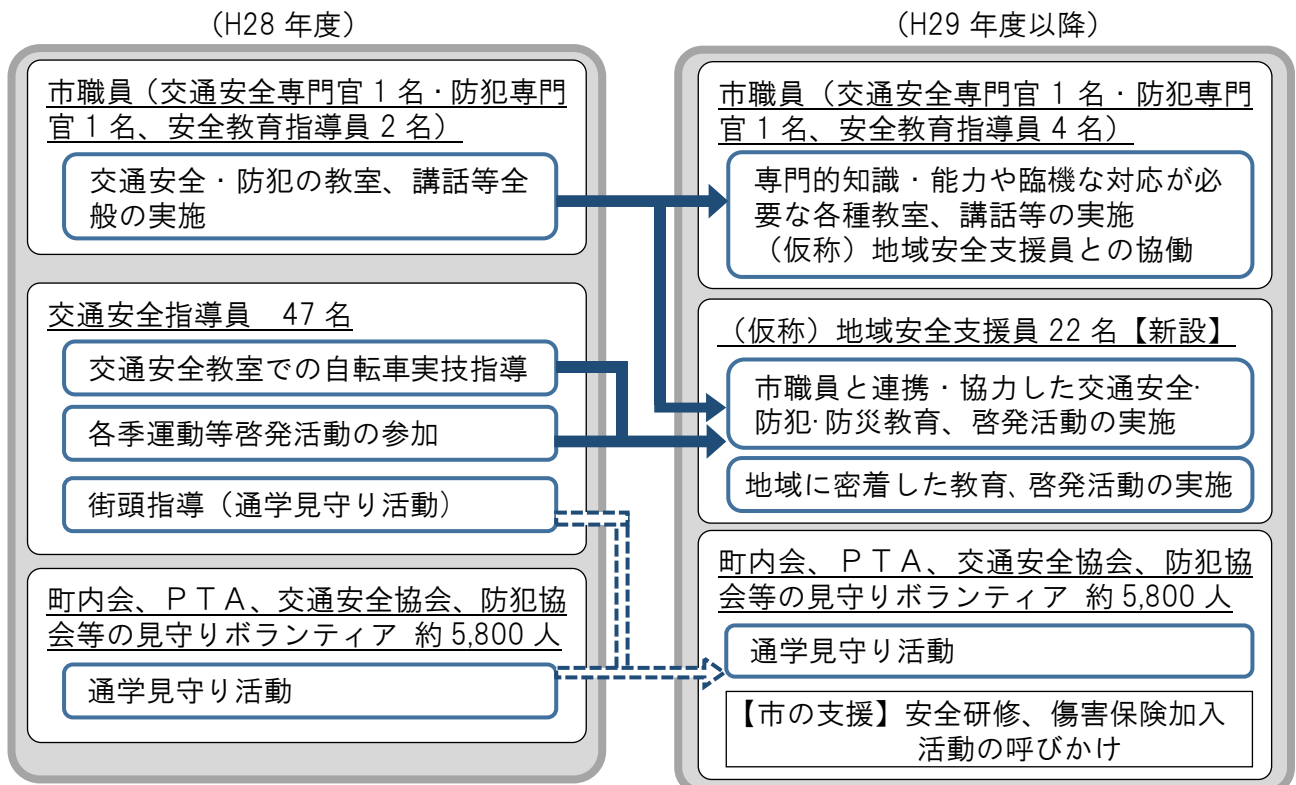 （H28 年度）
市職員（交通安全専門官 1 名・防犯専門
官 1 名、安全教育指導員 2 名）
交通安全・防犯の教室、講話等全
般の実施
交通安全指導員　47 名
交通安全教室での自転車実技指導
各季運動等啓発活動の参加
街頭指導（通学見守り活動）
町内会、ＰＴＡ、交通安全協会、防犯協
会等の見守りボランティア 約 5,800 人
通学見守り活動
（H29 年度以降）
市職員（交通安全専門官 1 名・防犯専門
官 1 名、安全教育指導員 4 名）
専門的知識・能力や臨機な対応が必
要な各種教室、講話等の実施
（仮称）地域安全支援員との協働
（仮称）地域安全支援員 22 名【新設】
市職員と連携・協力した交通安全・
防犯・防災教育、啓発活動の実施
地域に密着した教育、啓発活動の実施
町内会、ＰＴＡ、交通安全協会、防犯協
会等の見守りボランティア 約 5,800 人
通学見守り活動
【市の支援】安全研修、傷害保険加入
活動の呼びかけ